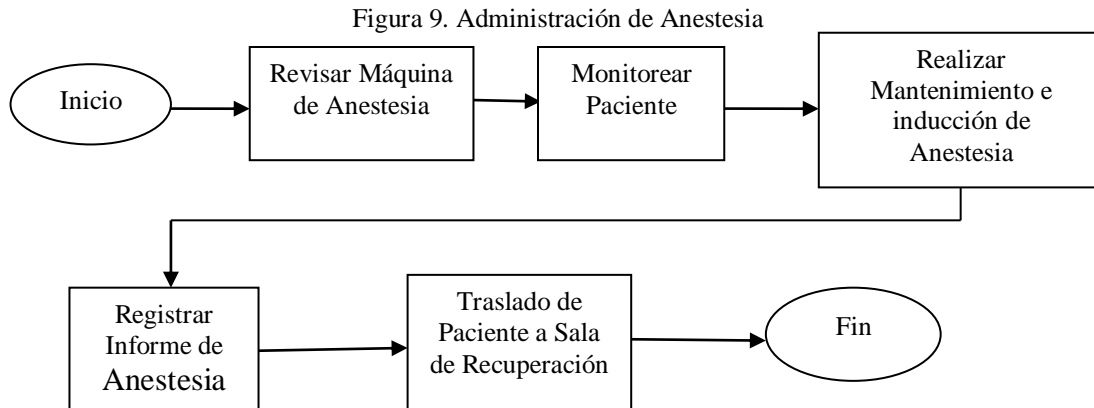 Figura 9. Administración de Anestesia
Inicio
Revisar Máquina
de Anestesia
Monitorear
Paciente
Realizar
Mantenimiento e
inducción de
Anestesia
Registrar
Informe de
Anestesia
Traslado de
Paciente a Sala
de Recuperación
Fin